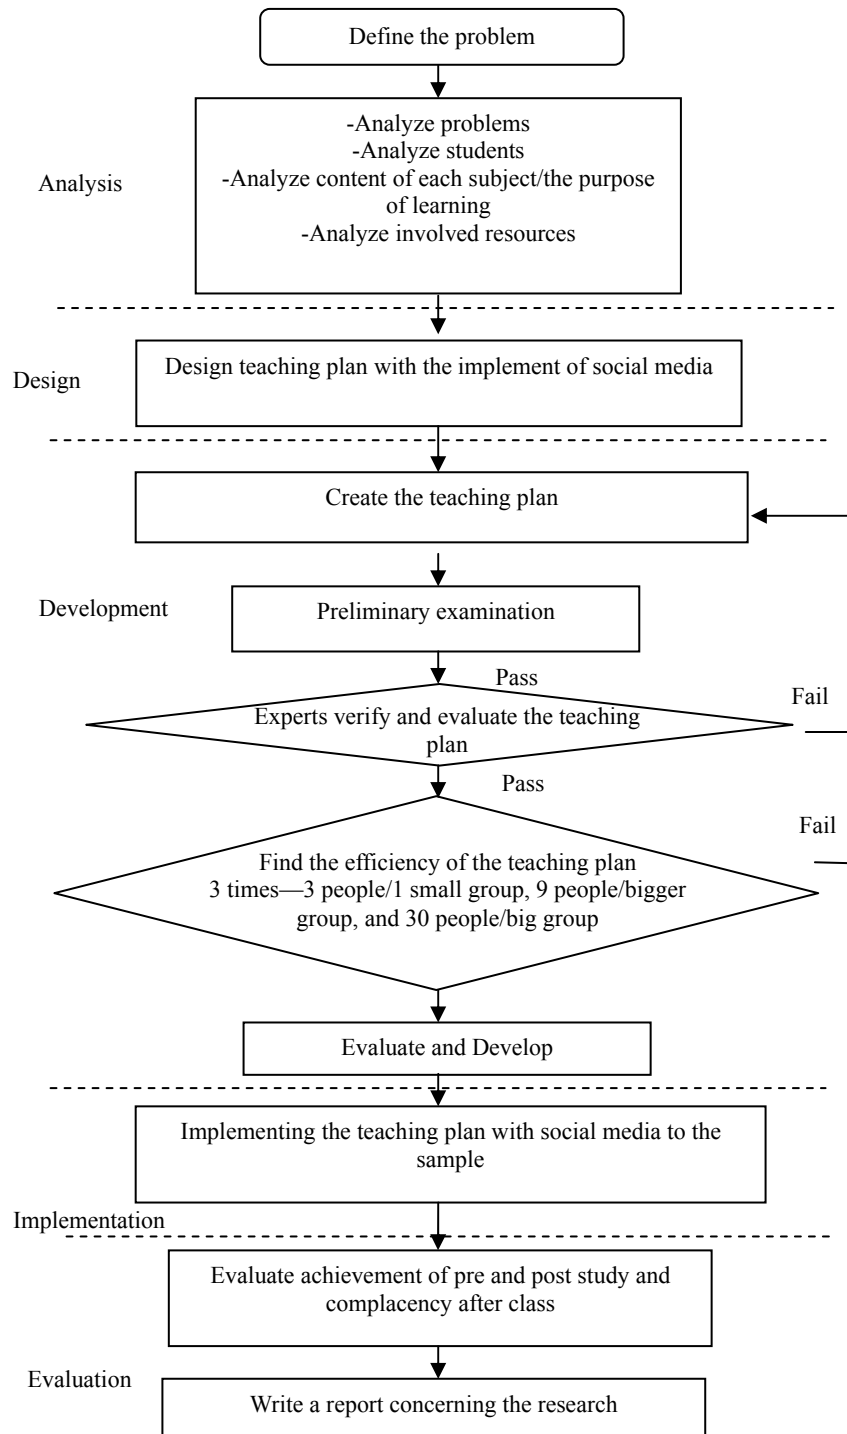 Define the problem
-Analyze problems
-Analyze students
-Analyze content of each subject/the purpose
of learning
-Analyze involved resources
Analysis
Design teaching plan with the implement of social media
Design
Create the teaching plan
Preliminary examination
Development
Pass
Experts verify and evaluate the teaching
plan
Fail
Pass
Find the efficiency of the teaching plan
3 times—3 people/1 small group, 9 people/bigger
group, and 30 people/big group
Fail
Evaluate and Develop
Implementing the teaching plan with social media to the
sample
Implementation
Evaluate achievement of pre and post study and
complacency after class
Evaluation
Write a report concerning the research